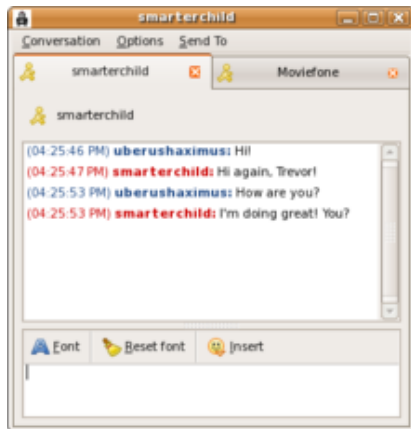 smarterchild
Conversation Options Send To
smarterchild Moviefone
smarterchild
(04:25:46 PM) uberushaximus: Hi!
(04:25:47 PM) smarterchild: Hi again, Trevor!
(04:25:53 PM) uberushaximus: How are you?
(04:25:53 PM) smarterchild: I'm doing great! You?
Font Reset font Insert